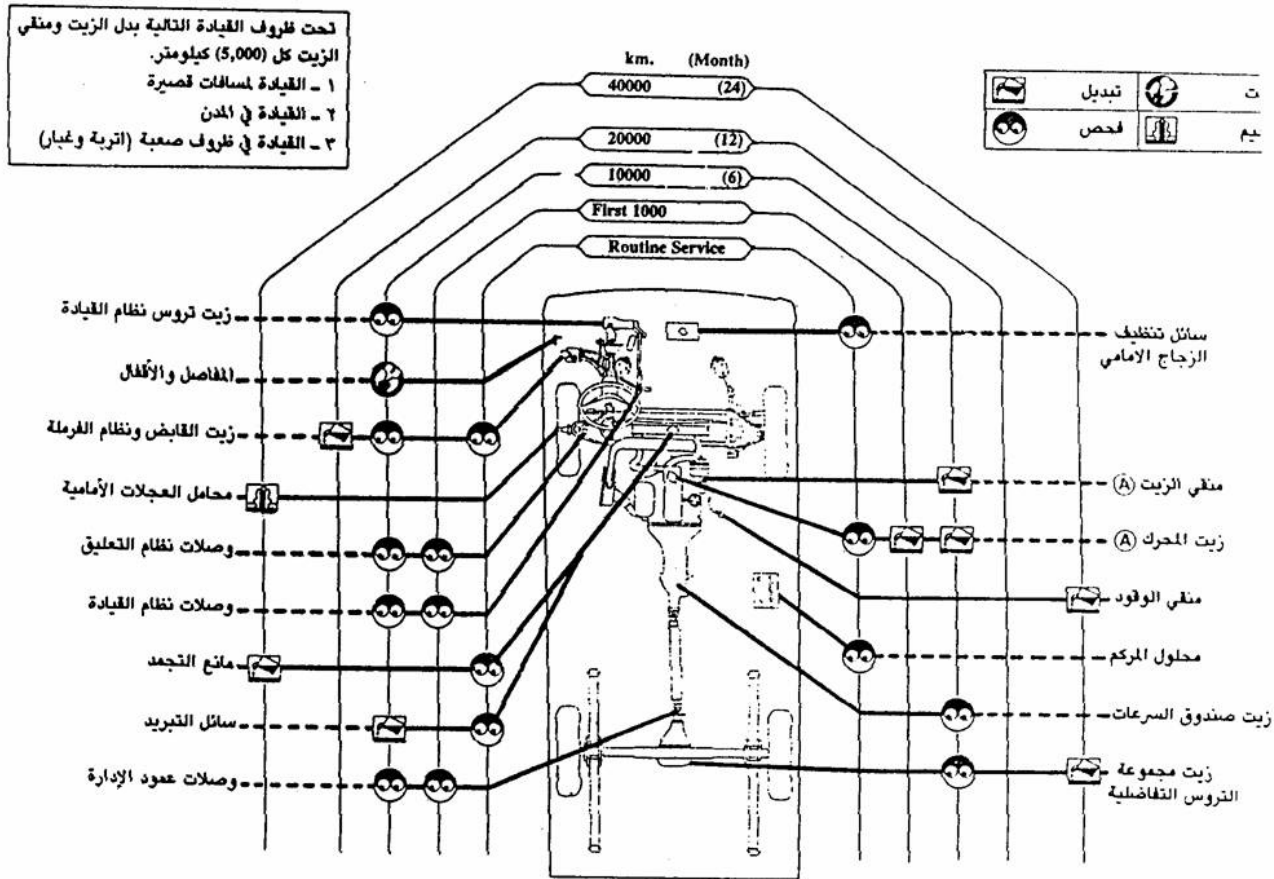 تحت ظروف القيادة التالية بدل الزيت ومنقي
الزيت كل (5,000) كيلومتر.
١ ـ القيادة لمسافات قصيرة
٢ ـ القيادة في المدن
٣ ـ القيادة في ظروف صعبة (اتربة وغبار)
km. (Month)
40000 (24)
20000 (12)
10000 (6)
First 1000
Routine Service
تبديل
فحص
زيت تروس نظام القيادة
المفاصل والأقفال
زيت القابض ونظام الفرملة
محامل العجلات الأمامية
وصلات نظام التعليق
وصلات نظام القيادة
مانع التجمد
سائل التبريد
وصلات عمود الإدارة
سائل تنظيف
الزجاج الامامي
منقي الزيت (A)
زيت المحرك (A)
منقي الوقود
محلول المركم
زيت صندوق السرعات
زيت مجموعة
التروس التفاضلية